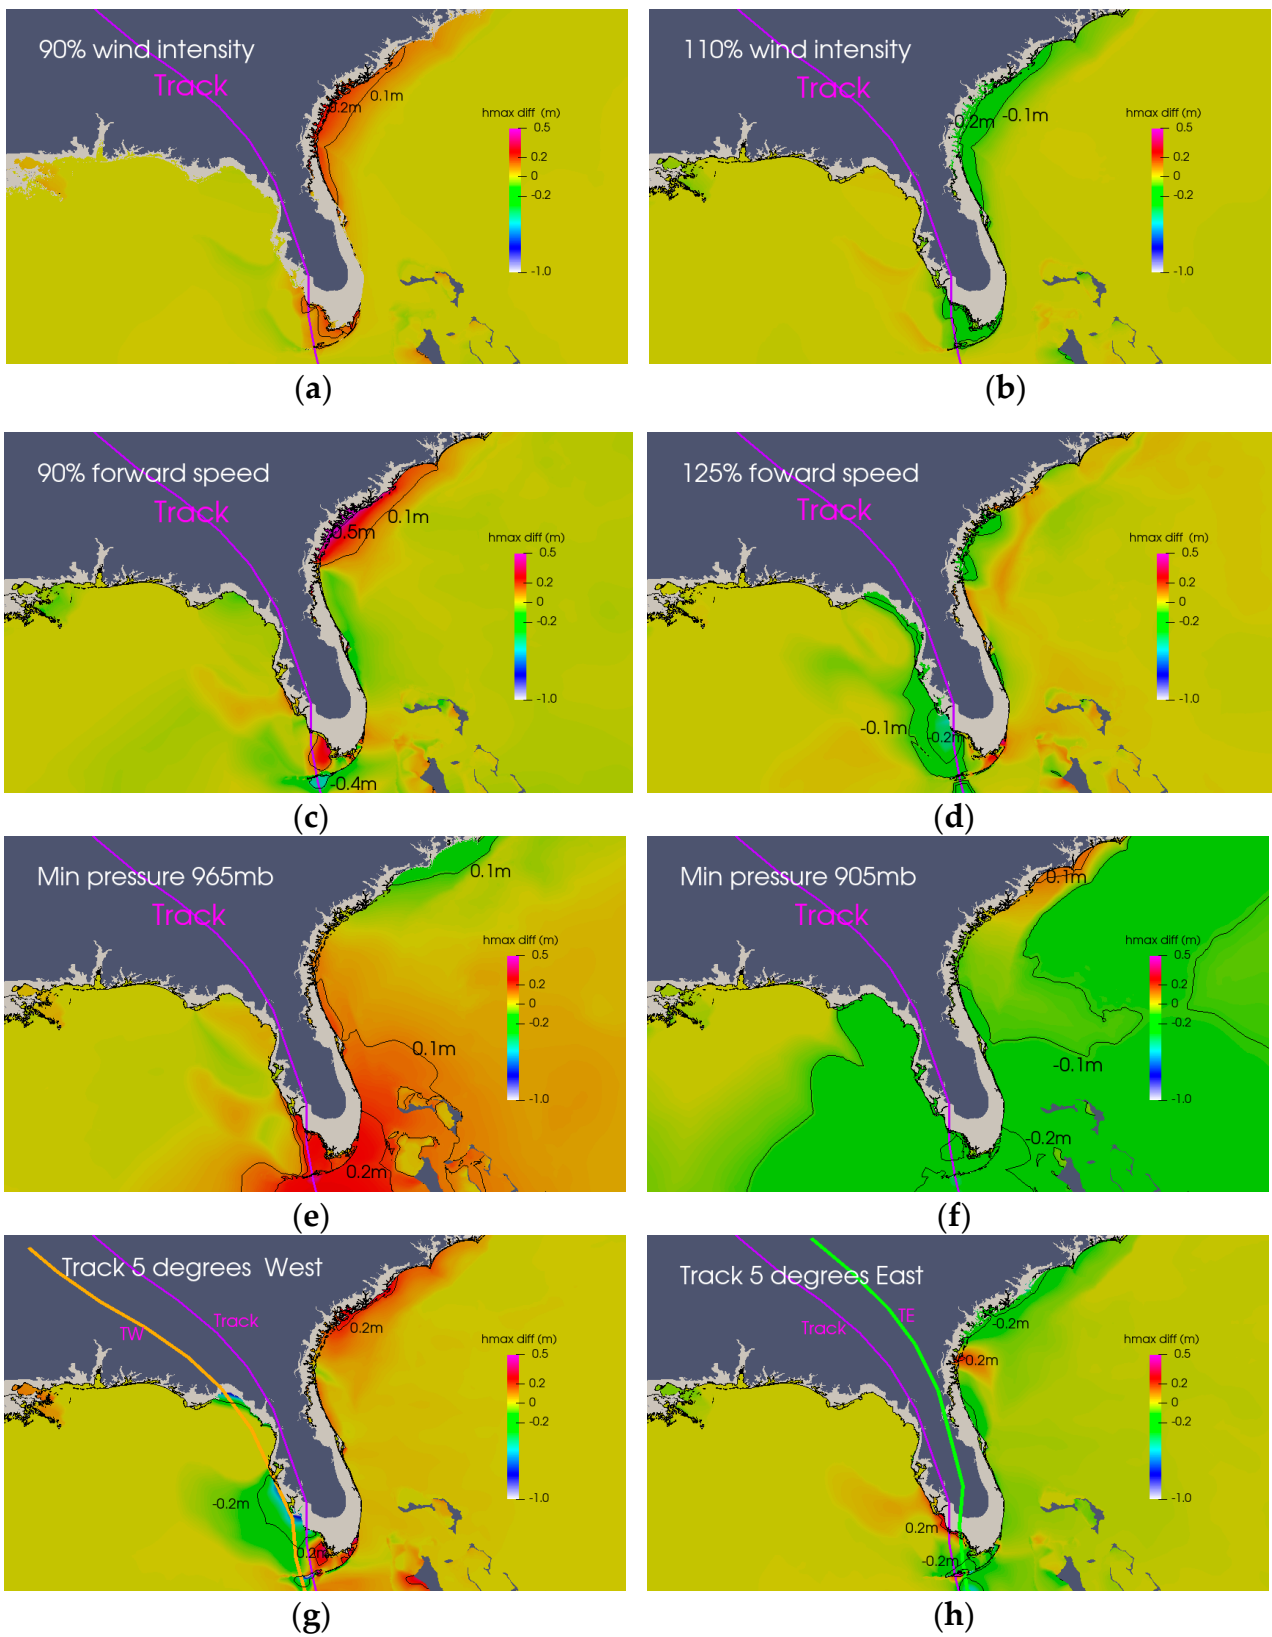 90% wind intensity
Track
0.1m
0.2m
hmax diff (m)
0.5
0.2
0
-0.2
-1.0
(a)
110% wind intensity
Track
-0.1m
0.2m
hmax diff (m)
0.5
0.2
0
-0.2
-1.0
(b)
90% forward speed
Track
0.1m
0.5m
-0.4m
hmax diff (m)
0.5
0.2
0
-0.2
-1.0
(c)
125% foward speed
Track
-0.1m
-0.2m
hmax diff (m)
0.5
0.2
0
-0.2
-1.0
(d)
Min pressure 965mb
Track
0.1m
0.1m
0.2m
hmax diff (m)
0.5
0.2
0
-0.2
-1.0
(e)
Min pressure 905mb
Track
0.1m
-0.1m
-0.2m
hmax diff (m)
0.5
0.2
0
-0.2
-1.0
(f)
Track 5 degrees West
Track
TW
0.2m
-0.2m
0.2m
hmax diff (m)
0.5
0.2
0
-0.2
-1.0
(g)
Track 5 degrees East
Track
TE
-0.2m
0.2m
0.2m
-0.2m
hmax diff (m)
0.5
0.2
0
-0.2
-1.0
(h)